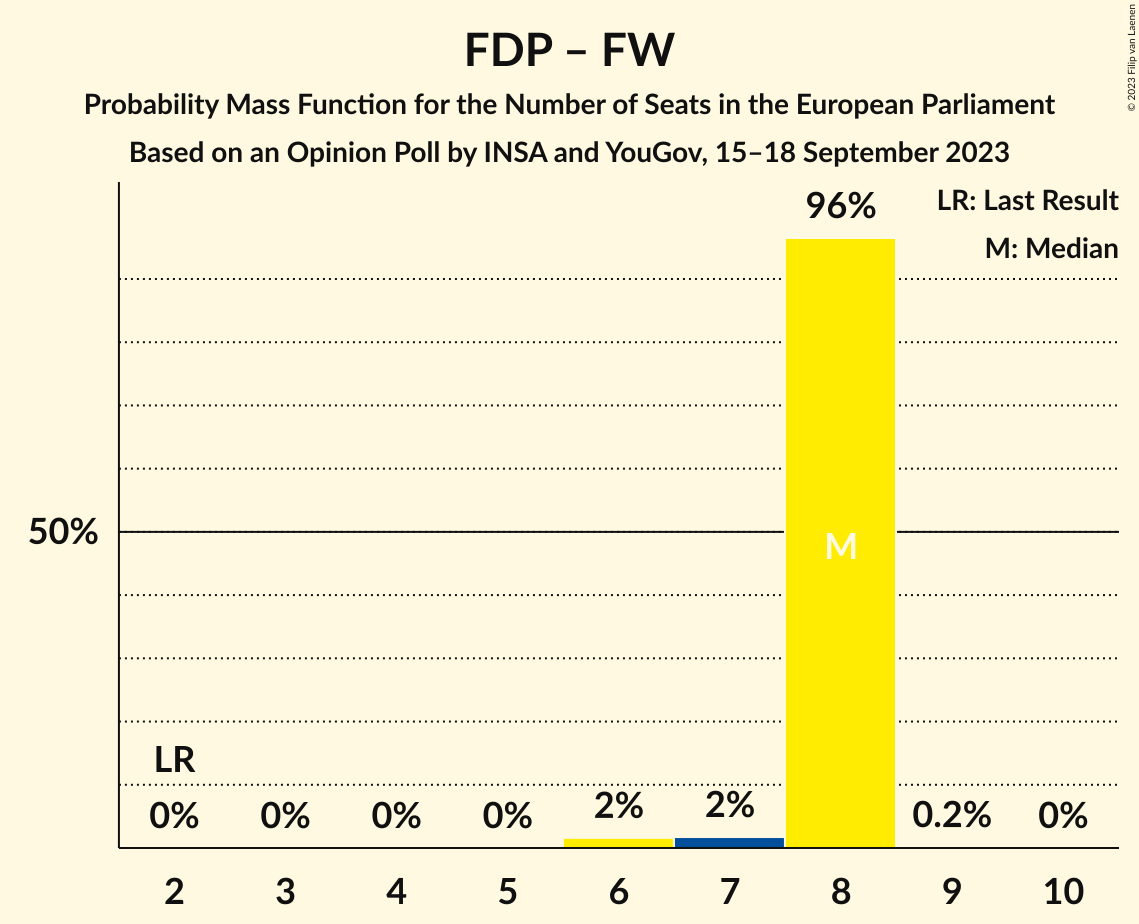 FDP – FW
Probability Mass Function for the Number of Seats in the European Parliament
Based on an Opinion Poll by INSA and YouGov, 15–18 September 2023
© 2023 Filip van Laenen
LR: Last Result
M: Median
96%
50%
M
LR
0% 0% 0% 0% 2% 2% 0.2% 0%
2 3 4 5 6 7 8 9 10